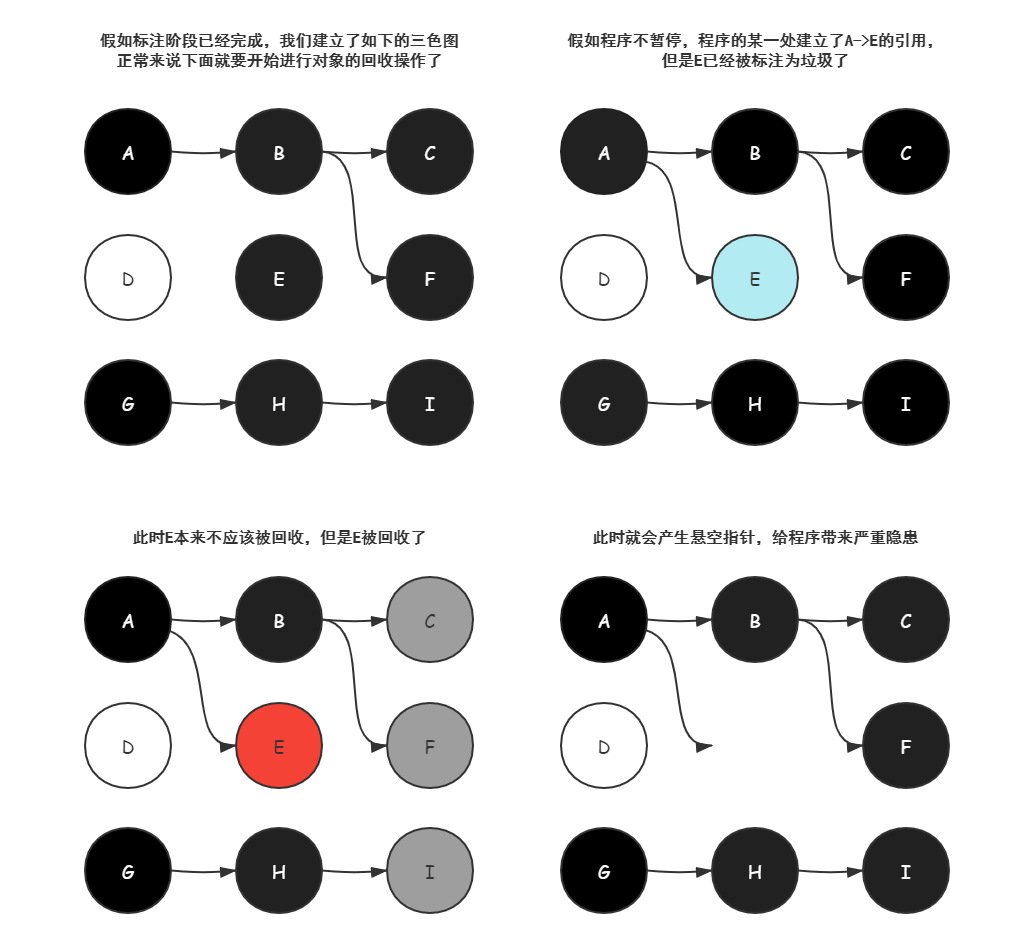 假如标注阶段已经完成，我们建立了如下的三色图
正常来说下面就要开始进行对象的回收操作了
A
B
C
D
E
F
G
H
I
假如程序不暂停，程序的某一处建立了A->E的引用，
但是E已经被标注为垃圾了
A
B
C
D
E
F
G
H
I
此时E本来不应该被回收，但是E被回收了
A
B
C
D
E
F
G
H
I
此时就会产生悬空指针，给程序带来严重隐患
A
B
C
D
F
G
H
I